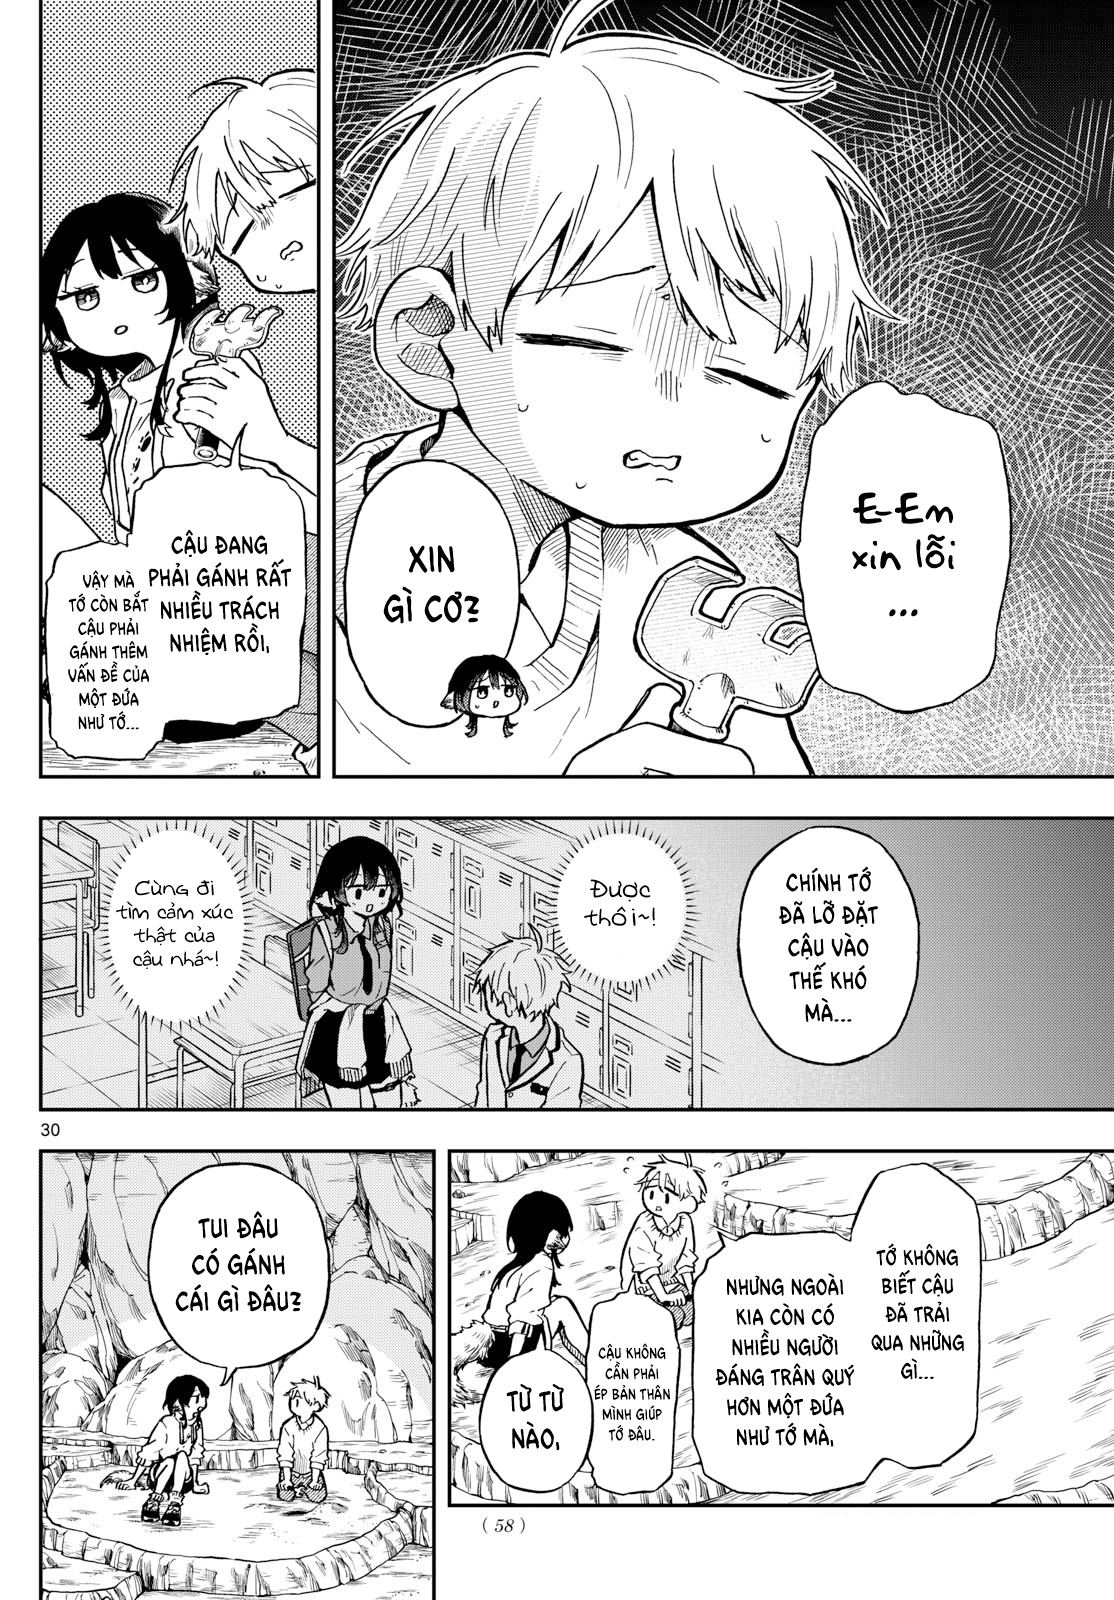 E-Em
xin lỗi
...
XIN
GÌ CƠ?
CẬU ĐANG
PHẢI GÁNH RẤT
NHIỀU TRÁCH
NHIỆM RỒI,
VẬY MÀ
TỚ CÒN BẮT
CẬU PHẢI
GÁNH THÊM
VẤN ĐỀ CỦA
MỘT ĐỨA
NHƯ TỚ...
CHÍNH TỚ
ĐÃ LỠ ĐẶT
CẬU VÀO
THẾ KHÓ
MÀ...
Được
thôi~!
Cùng đi
tìm cảm xúc
thật của
cậu nhá~!
30
TỚ KHÔNG
BIẾT CẬU
ĐÃ TRẢI
QUA NHỮNG
GÌ...
NHƯNG NGOÀI
KIA CÒN CÓ
NHIỀU NGƯỜI
ĐÁNG TRÂN QUÝ
HƠN MỘT ĐỨA
NHƯ TỚ MÀ,
CẬU KHÔNG
CẦN PHẢI
ÉP BẢN THÂN
MÌNH GIÚP
TỚ ĐÂU.
TỪ TỪ
NÀO,
TUI ĐÂU
CÓ GÁNH
CÁI GÌ ĐÂU?
( 58 )